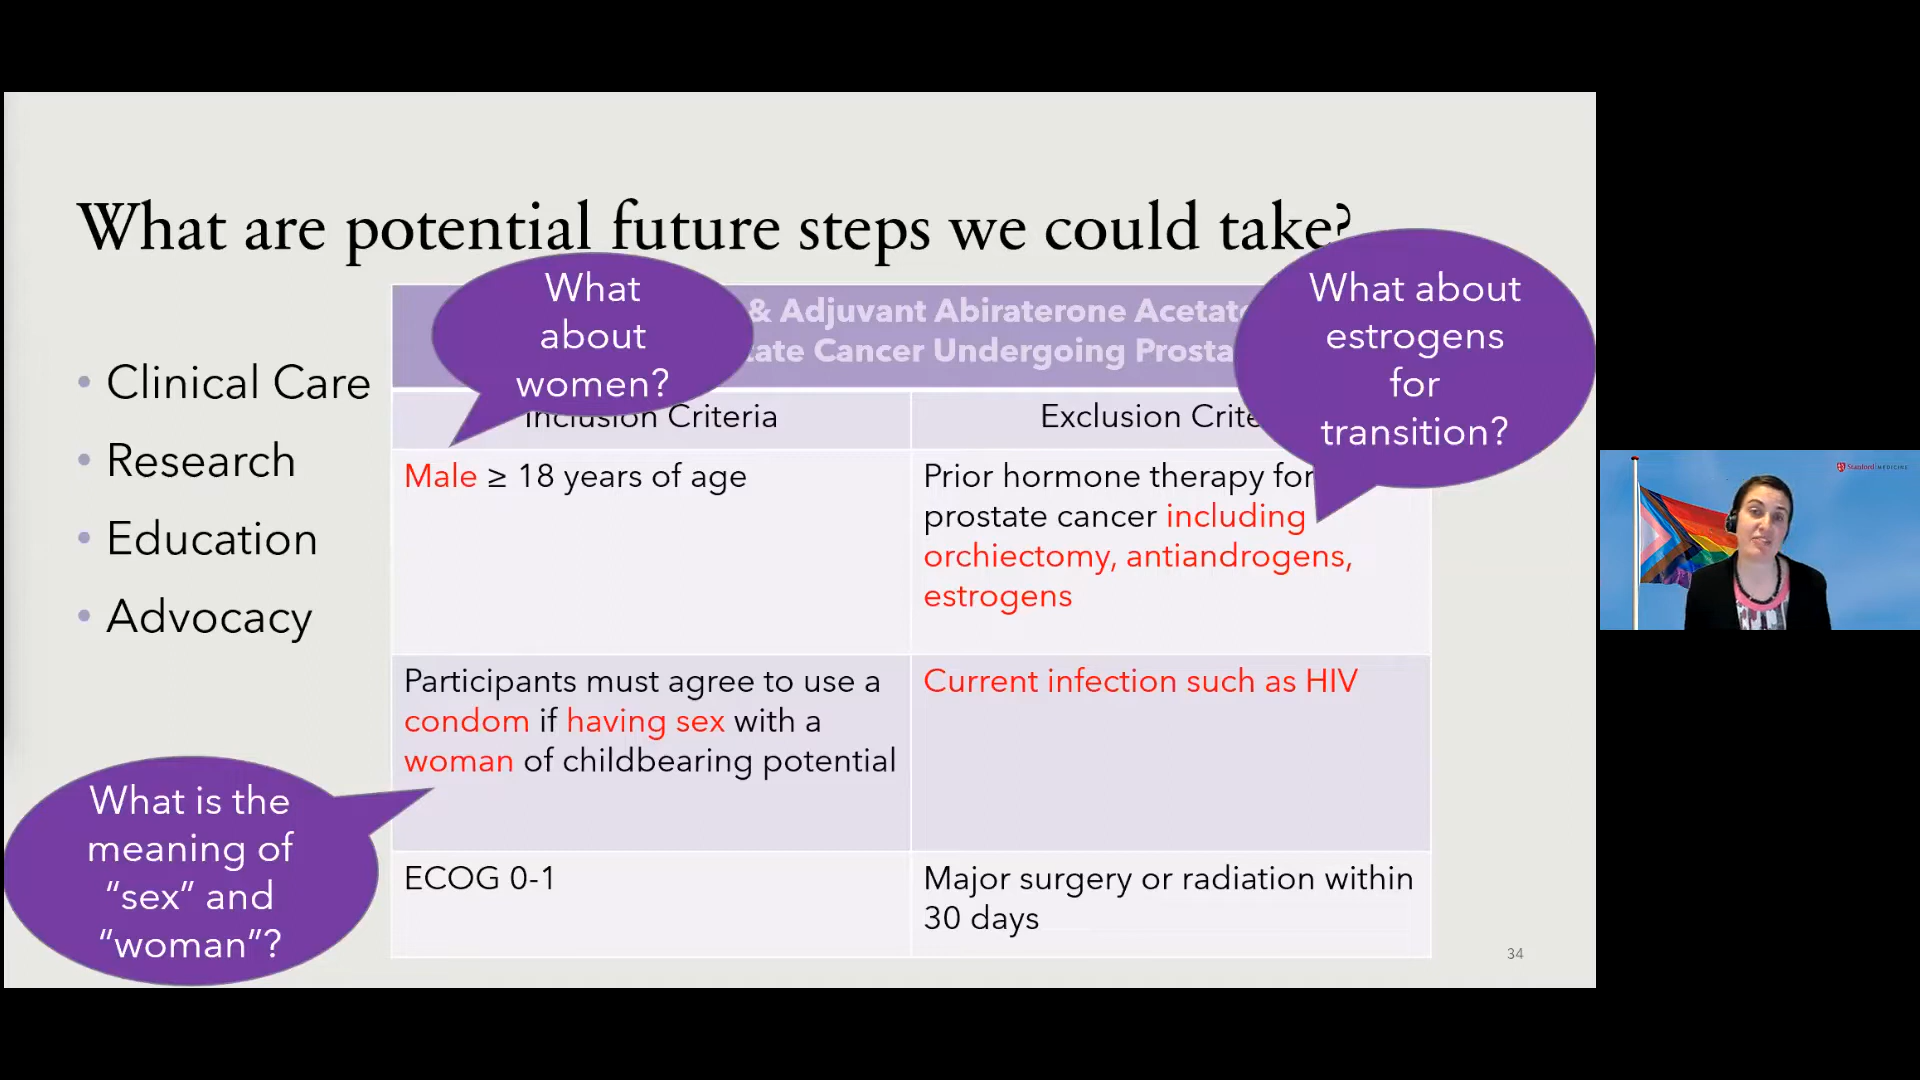 What are potential future steps we could take?
• Clinical Care
• Research
• Education
• Advocacy
What
about
women?
& Adjuvant Abiraterone Acetate
Cancer Undergoing
What about
estrogens
for
transition?
Inclusion Criteria
Exclusion
Male ≥ 18 years of age
Prior hormone therapy for
prostate cancer including
orchiectomy, antiandrogens,
estrogens
Participants must agree to use a
condom if having sex with a
woman of childbearing potential
Current infection such as HIV
What is the
meaning of
“sex” and
“woman”?
ECOG 0-1
Major surgery or radiation within
30 days
34
Stanford MEDICINE